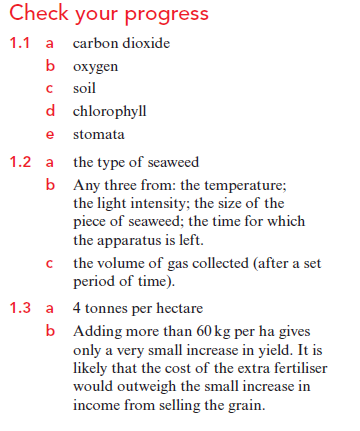 Check your progress
1.1 a carbon dioxide
b oxygen
c soil
d chlorophyll
e stomata
1.2 a the type of seaweed
b Any three from: the temperature;
the light intensity; the size of the
piece of seaweed; the time for which
the apparatus is left.
c the volume of gas collected (after a set
period of time).
1.3 a 4 tonnes per hectare
b Adding more than 60 kg per ha gives
only a very small increase in yield. It is
likely that the cost of the extra fertiliser
would outweigh the small increase in
income from selling the grain.